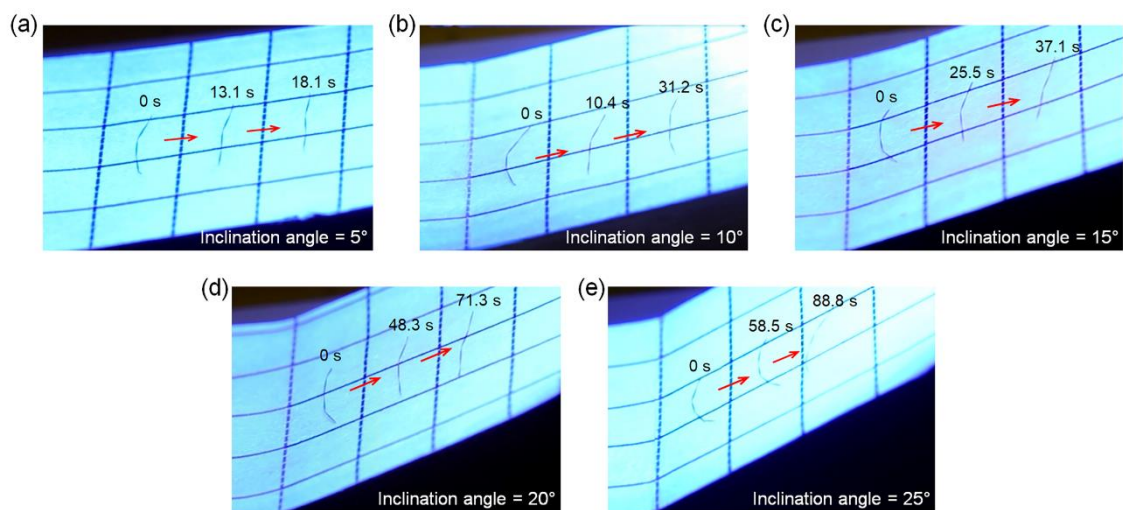 (a)
0 s
13.1 s
18.1 s
Inclination angle = 5°
(b)
0 s
10.4 s
31.2 s
Inclination angle = 10°
(c)
0 s
25.5 s
37.1 s
Inclination angle = 15°
(d)
0 s
48.3 s
71.3 s
Inclination angle = 20°
(e)
0 s
58.5 s
88.8 s
Inclination angle = 25°